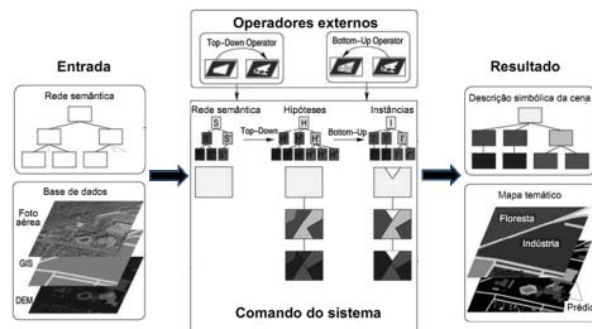 Operadores externos
Top–Down Operator
Bottom–Up Operator
Entrada
Rede semântica
Base de dados
Foto
aérea
GIS
DEM
Rede semântica
Hipóteses
Instâncias
S
H
I
Top–Down
Bottom–Up
S'
H'
H'
I'
Comando do sistema
Resultado
Descrição simbólica da cena
Mapa temático
Floresta
Indústria
Prédio